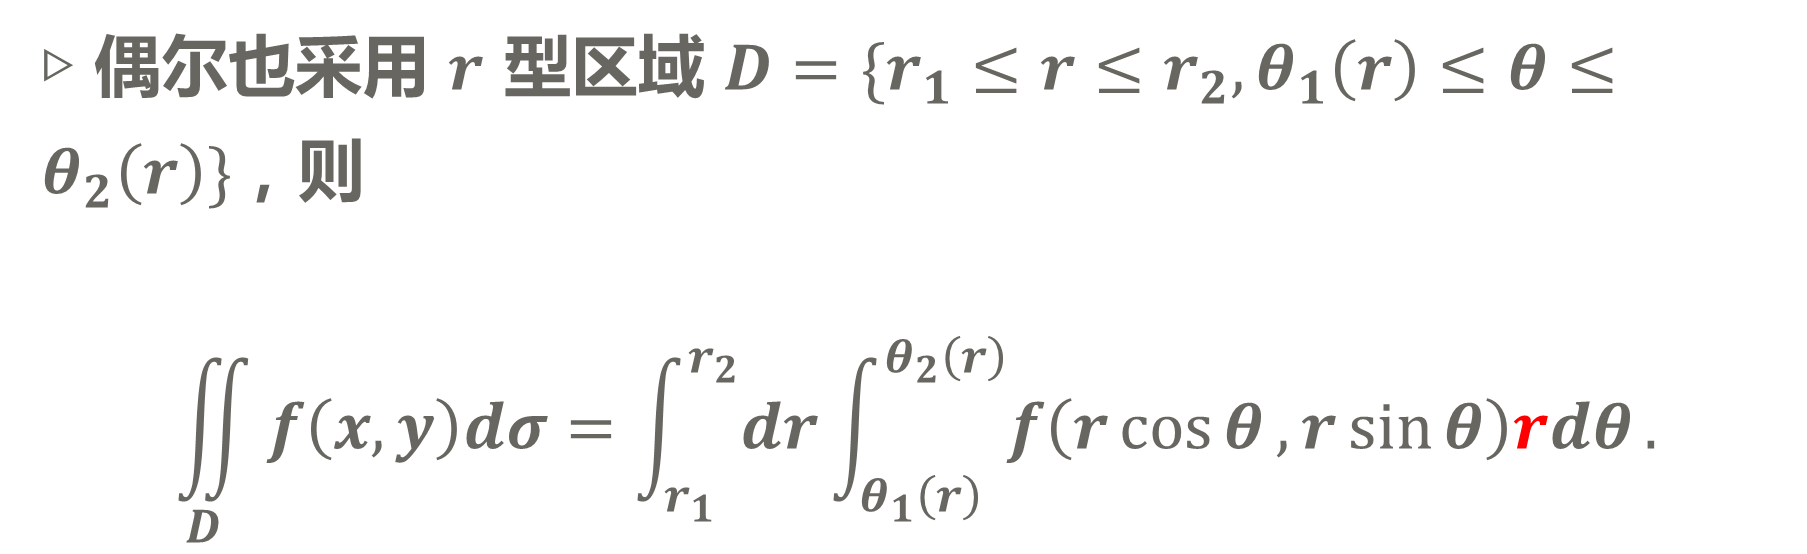 ▷ 偶尔也采用 r 型区域 D = {r₁ ≤ r ≤ r₂, θ₁(r) ≤ θ ≤
θ₂(r)}，则
∬_D f(x, y)dσ = ∫_{r₁}^{r₂} dr ∫_{θ₁(r)}^{θ₂(r)} f(r cos θ , r sin θ)rdθ .